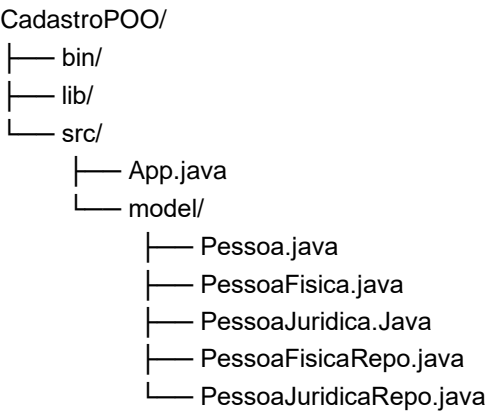 CadastroPOO/
├── bin/
├── lib/
└── src/
├── App.java
└── model/
├── Pessoa.java
├── PessoaFisica.java
├── PessoaJuridica.Java
├── PessoaFisicaRepo.java
└── PessoaJuridicaRepo.java